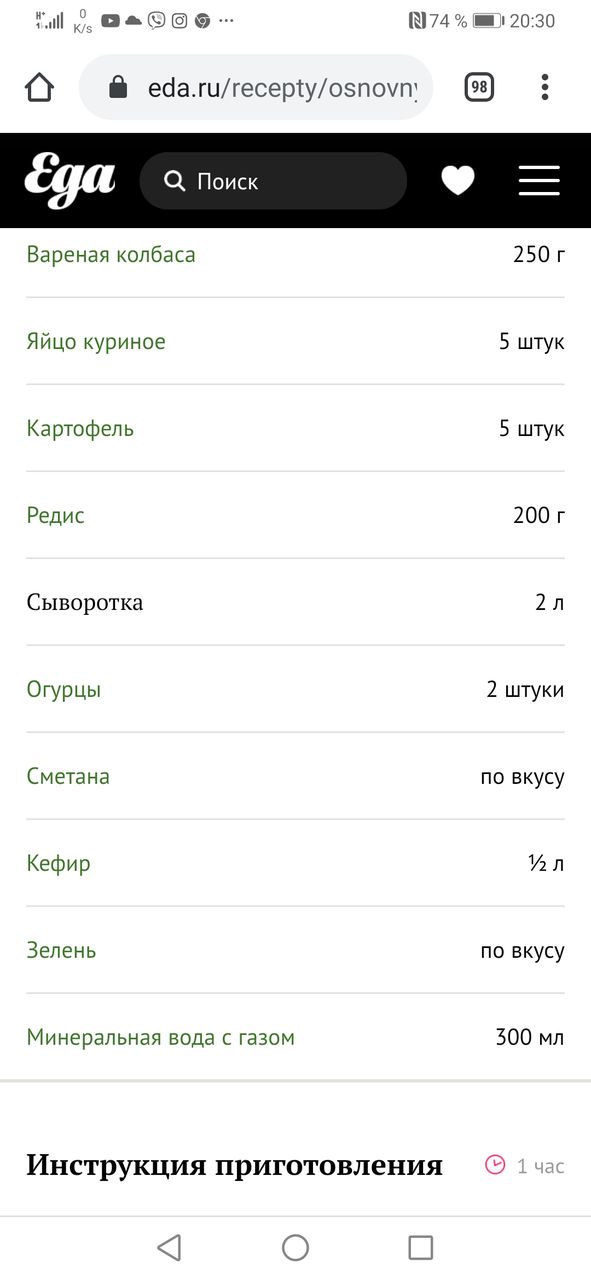 H+
0
K/s
74 %
20:30
eda.ru/recepty/osnovny
98
Еда
Поиск
Вареная колбаса 250 г
Яйцо куриное 5 штук
Картофель 5 штук
Редис 200 г
Сыворотка 2 л
Огурцы 2 штуки
Сметана по вкусу
Кефир ½ л
Зелень по вкусу
Минеральная вода с газом 300 мл
Инструкция приготовления 1 час